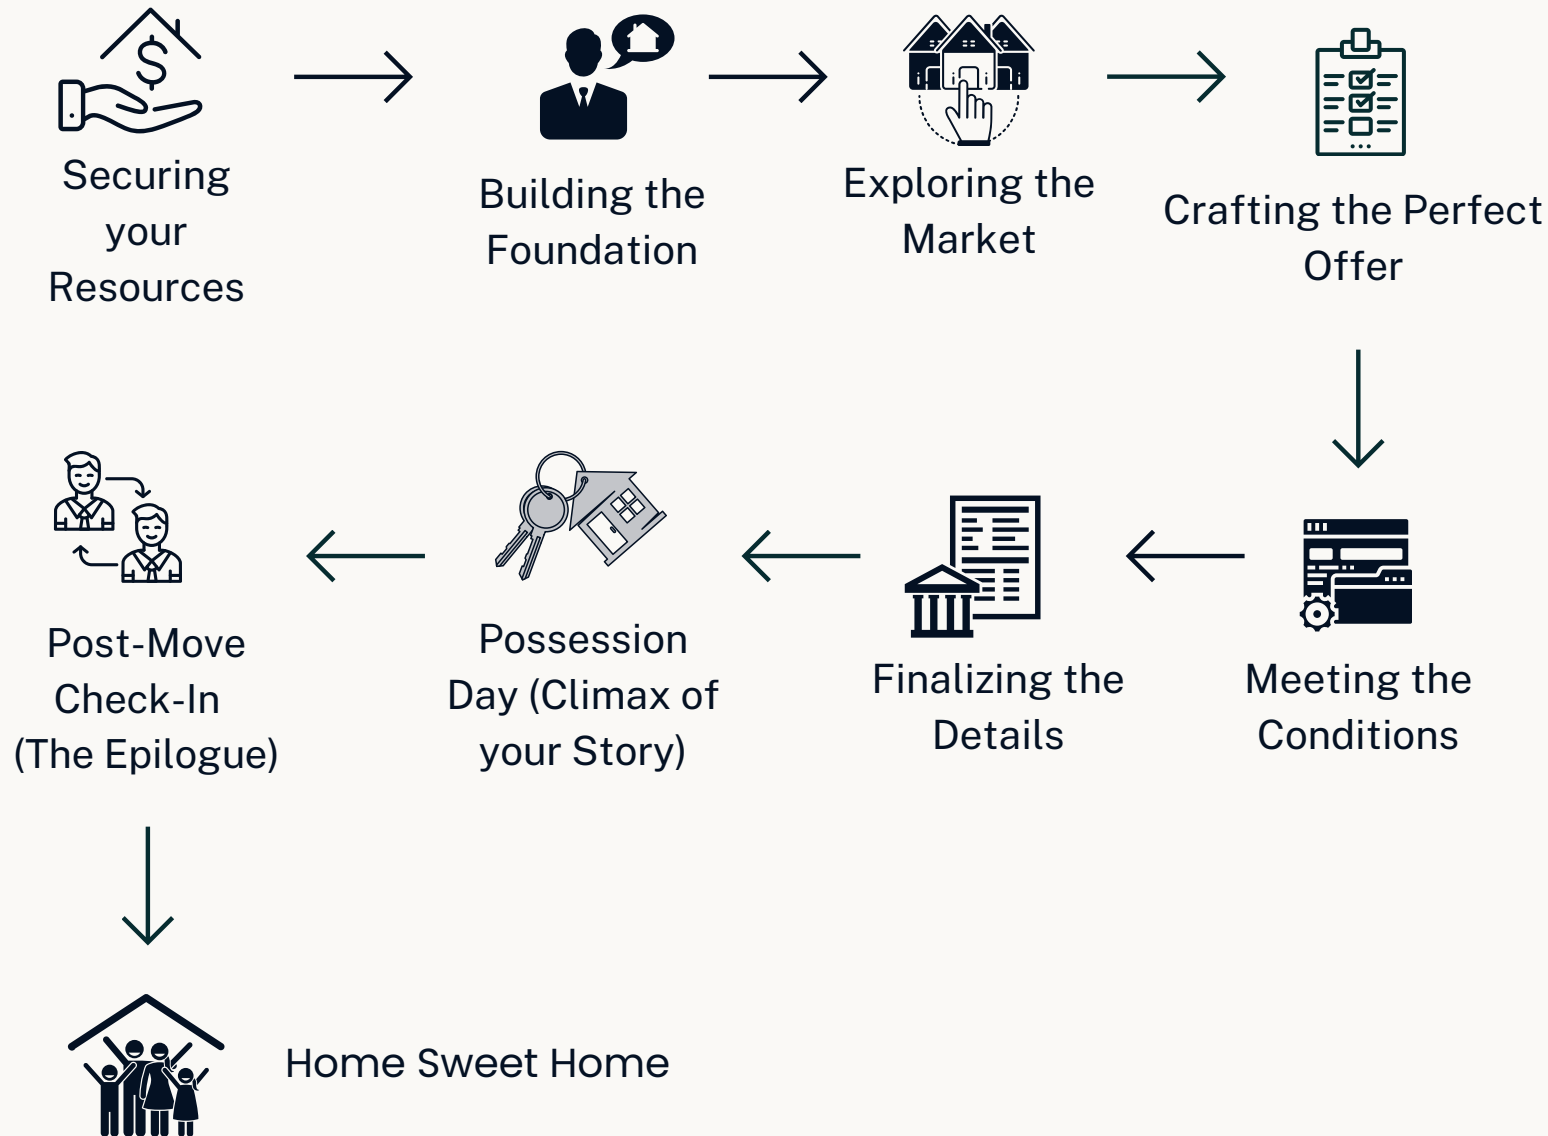 Securing
your
Resources
Building the
Foundation
Exploring the
Market
Crafting the Perfect
Offer
Meeting the
Conditions
Finalizing the
Details
Possession
Day (Climax of
your Story)
Post-Move
Check-In
(The Epilogue)
Home Sweet Home